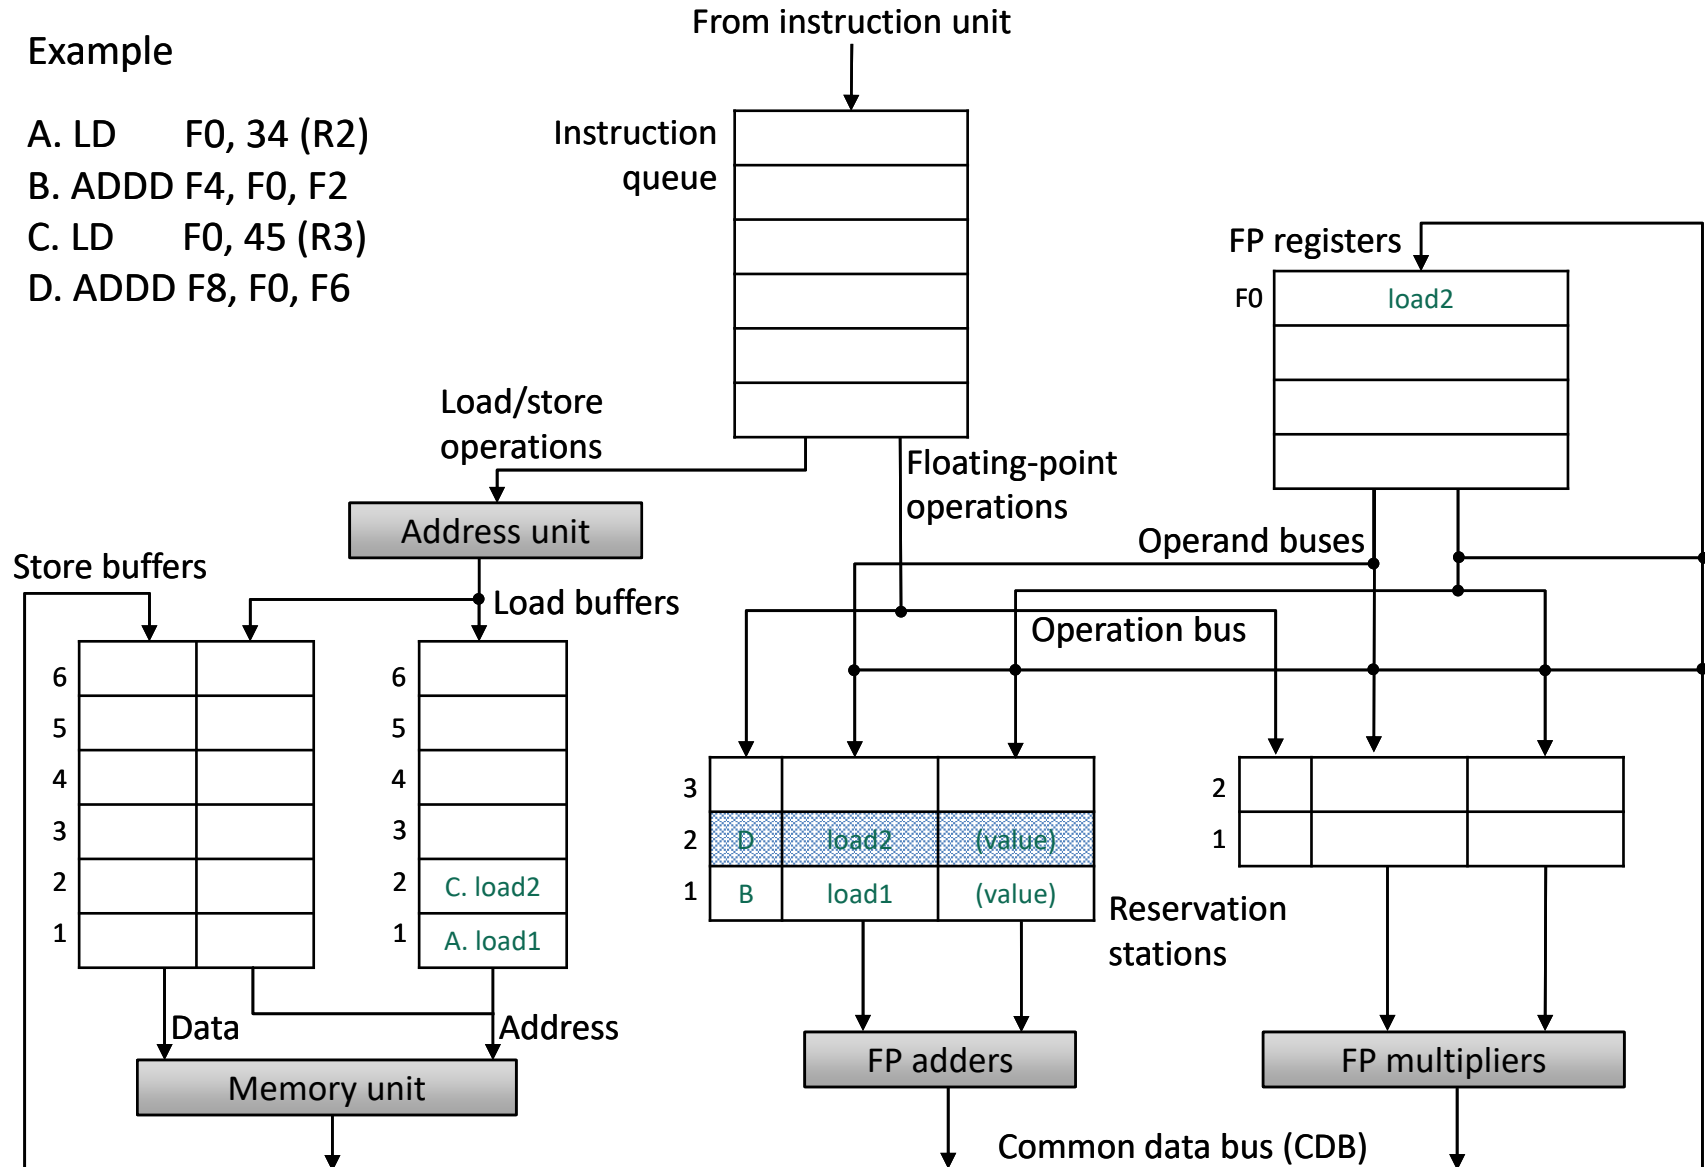 Example
A. LD F0, 34 (R2)
B. ADDD F4, F0, F2
C. LD F0, 45 (R3)
D. ADDD F8, F0, F6
From instruction unit
Instruction
queue
FP registers
F0
load2
Load/store
operations
Floating-point
operations
Address unit
Operand buses
Store buffers
Load buffers
Operation bus
6
5
4
3
2
1
6
5
4
3
2
C. load2
1
A. load1
3
2
D
load2
(value)
1
B
load1
(value)
2
1
Reservation
stations
Data
Address
Memory unit
FP adders
FP multipliers
Common data bus (CDB)